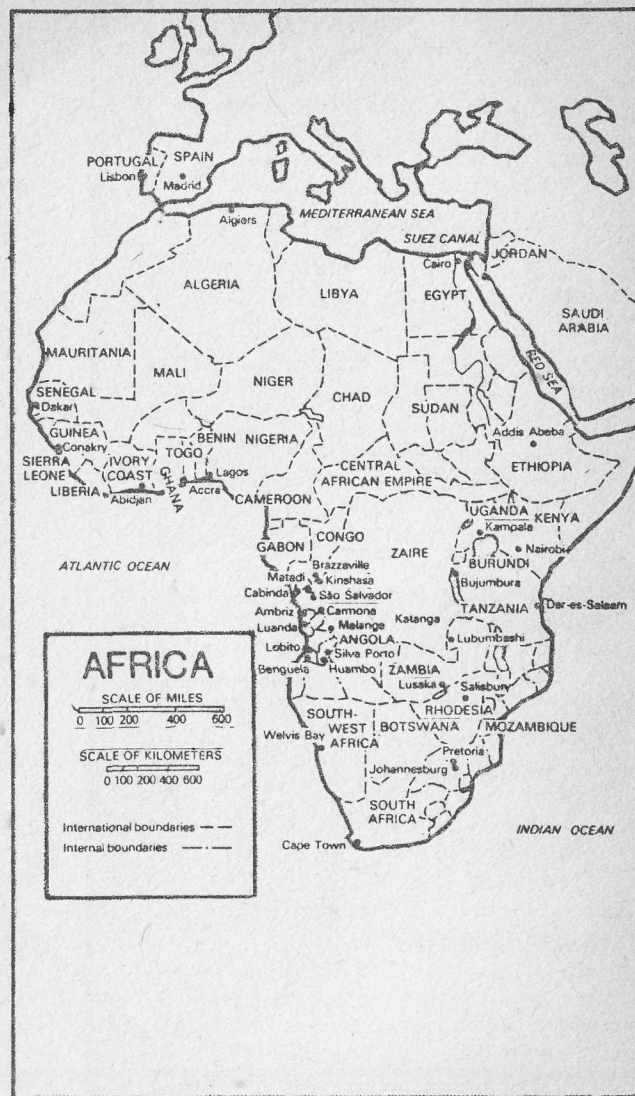 PORTUGAL
Lisbon
SPAIN
Madrid
Algiers
MEDITERRANEAN SEA
SUEZ CANAL
Cairo
JORDAN
ALGERIA
LIBYA
EGYPT
SAUDI
ARABIA
RED SEA
MAURITANIA
MALI
NIGER
CHAD
SUDAN
SENEGAL
Dakar
GUINEA
Conakry
SIERRA
LEONE
LIBERIA
IVORY
COAST
Abidjan
GHANA
TOGO
Accra
BENIN
NIGERIA
Lagos
Addis Abeba
ETHIOPIA
CENTRAL
AFRICAN EMPIRE
CAMEROON
UGANDA
Kampala
KENYA
Nairobi
GABON
CONGO
ZAIRE
BURUNDI
Bujumbura
ATLANTIC OCEAN
Brazzaville
Matadi
Kinshasa
Cabinda
São Salvador
Ambriz
Carmona
Luanda
Malange
ANGOLA
Lobito
Silva Porto
Benguela
Huambo
Katanga
TANZANIA
Dar-es-Salaam
Lubumbashi
ZAMBIA
Lusaka
Salisbury
RHODESIA
SOUTH-
WEST
AFRICA
BOTSWANA
MOZAMBIQUE
Welvis Bay
Pretoria
Johannesburg
SOUTH
AFRICA
Cape Town
INDIAN OCEAN
AFRICA
SCALE OF MILES
0 100 200 400 600
SCALE OF KILOMETERS
0 100 200 400 600
International boundaries
Internal boundaries